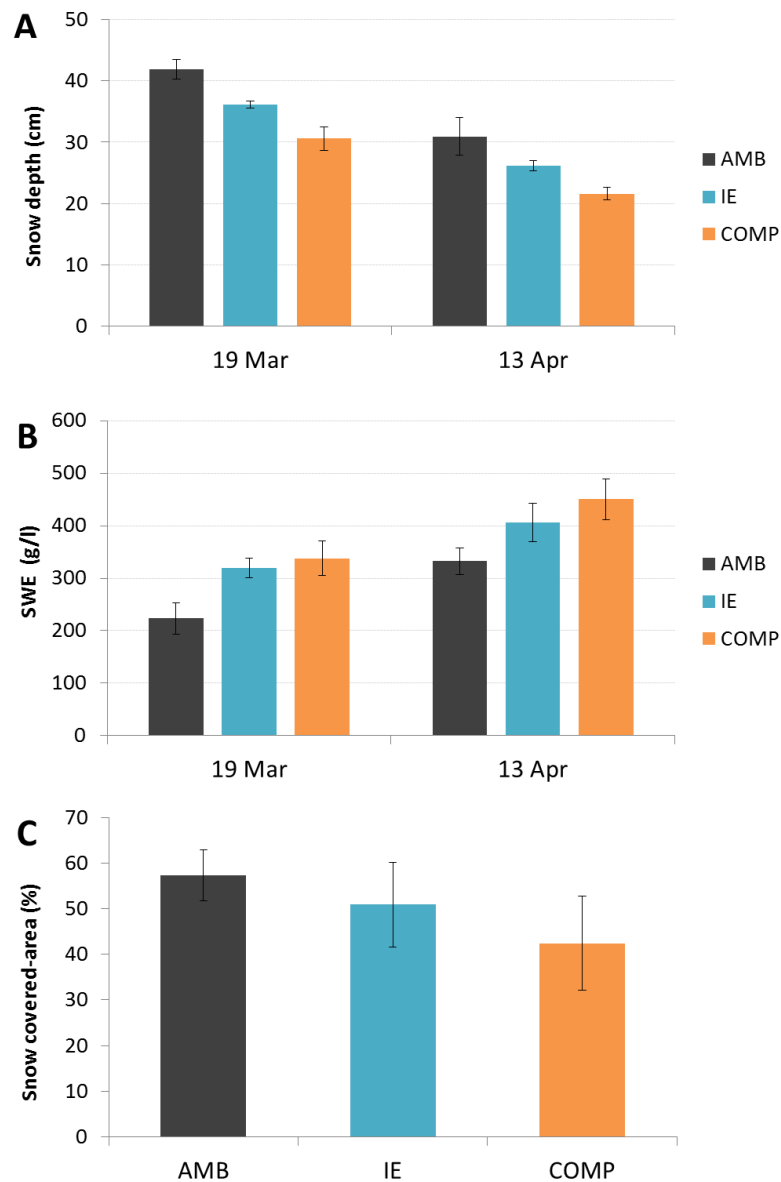 A
Snow depth (cm)
50
40
30
20
10
0
19 Mar
13 Apr
AMB
IE
COMP
B
SWE (g/l)
600
500
400
300
200
100
0
19 Mar
13 Apr
AMB
IE
COMP
C
Snow covered-area (%)
70
60
50
40
30
20
10
0
AMB
IE
COMP